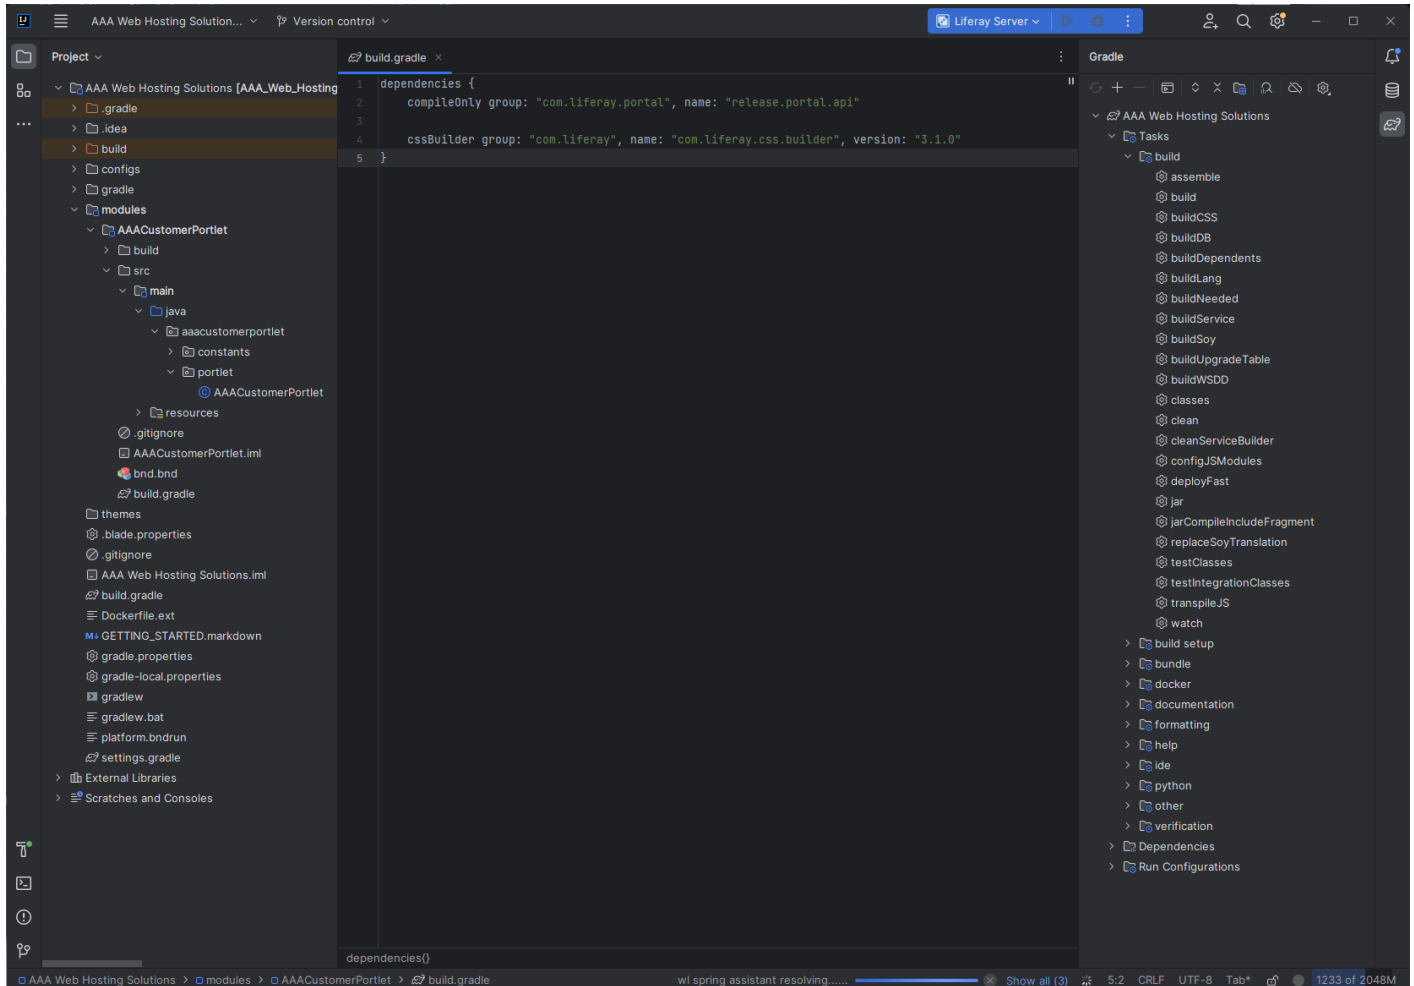 AAA Web Hosting Solution...
Version control
Liferay Server
Project
build.gradle
Gradle
AAA Web Hosting Solutions [AAA_Web_Hosting
.gradle
.idea
build
configs
gradle
modules
AAACustomerPortlet
build
src
main
java
aaacustomerportlet
constants
portlet
AAACustomerPortlet
resources
.gitignore
AAACustomerPortlet.iml
bnd.bnd
build.gradle
themes
.blade.properties
.gitignore
AAA Web Hosting Solutions.iml
build.gradle
Dockerfile.ext
GETTING_STARTED.markdown
gradle.properties
gradle-local.properties
gradlew
gradlew.bat
platform.bndrun
settings.gradle
External Libraries
Scratches and Consoles
1 dependencies {
2 compileOnly group: "com.liferay.portal", name: "release.portal.api"
3
4 cssBuilder group: "com.liferay", name: "com.liferay.css.builder", version: "3.1.0"
5 }
dependencies{}
AAA Web Hosting Solutions
Tasks
build
assemble
build
buildCSS
buildDB
buildDependents
buildLang
buildNeeded
buildService
buildSoy
buildUpgradeTable
buildWSDD
classes
clean
cleanServiceBuilder
configJSModules
deployFast
jar
jarCompileIncludeFragment
replaceSoyTranslation
testClasses
testIntegrationClasses
transpileJS
watch
build setup
bundle
docker
documentation
formatting
help
ide
python
other
verification
Dependencies
Run Configurations
AAA Web Hosting Solutions > modules > AAACustomerPortlet > build.gradle
wl spring assistant resolving......
Show all (3)
5:2 CRLF UTF-8 Tab* 1233 of 2048M